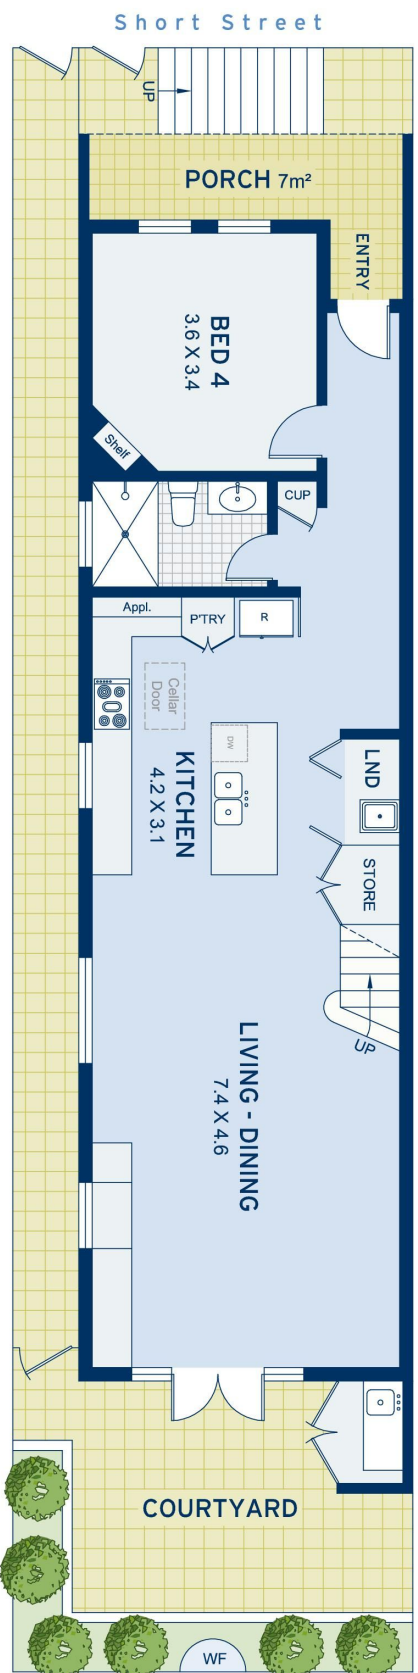 Short Street
UP
PORCH 7m²
ENTRY
BED 4
3.6 X 3.4
Shelf
CUP
Appl.
P'TRY
R
Cellar
Door
DW
KITCHEN
4.2 X 3.1
LND
STORE
UP
LIVING - DINING
7.4 X 4.6
COURTYARD
WF